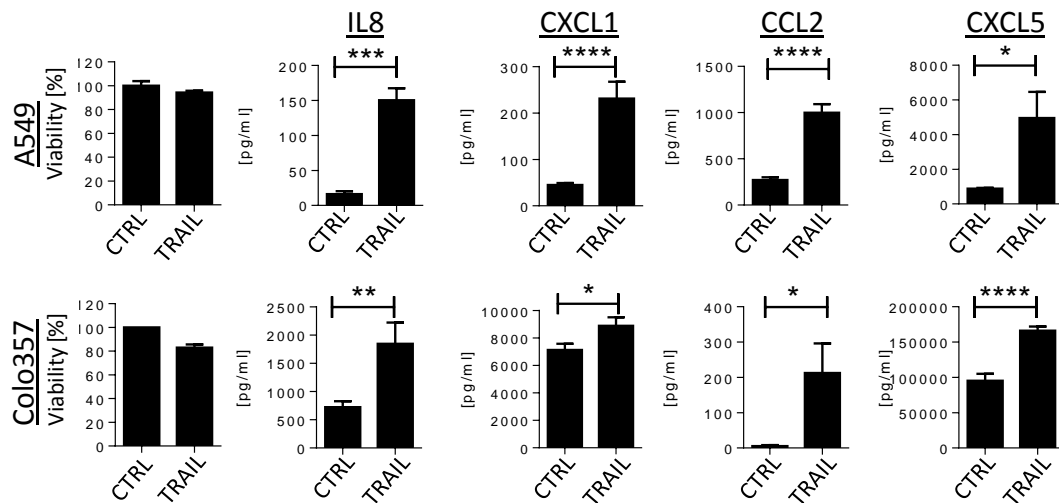 IL8 CXCL1 CCL2 CXCL5
A549
Viability [%]
120
100
80
60
40
20
0
CTRL TRAIL
***
[pg/ml]
200
150
100
50
0
CTRL TRAIL
****
[pg/ml]
300
200
100
0
CTRL TRAIL
****
[pg/ml]
1500
1000
500
0
CTRL TRAIL
*
[pg/ml]
8000
6000
4000
2000
0
CTRL TRAIL
Colo357
Viability [%]
120
100
80
60
40
20
0
CTRL TRAIL
**
[pg/ml]
2500
2000
1500
1000
500
0
CTRL TRAIL
*
[pg/ml]
10000
8000
6000
4000
2000
0
CTRL TRAIL
*
[pg/ml]
400
300
200
100
0
CTRL TRAIL
****
[pg/ml]
200000
150000
100000
50000
0
CTRL TRAIL